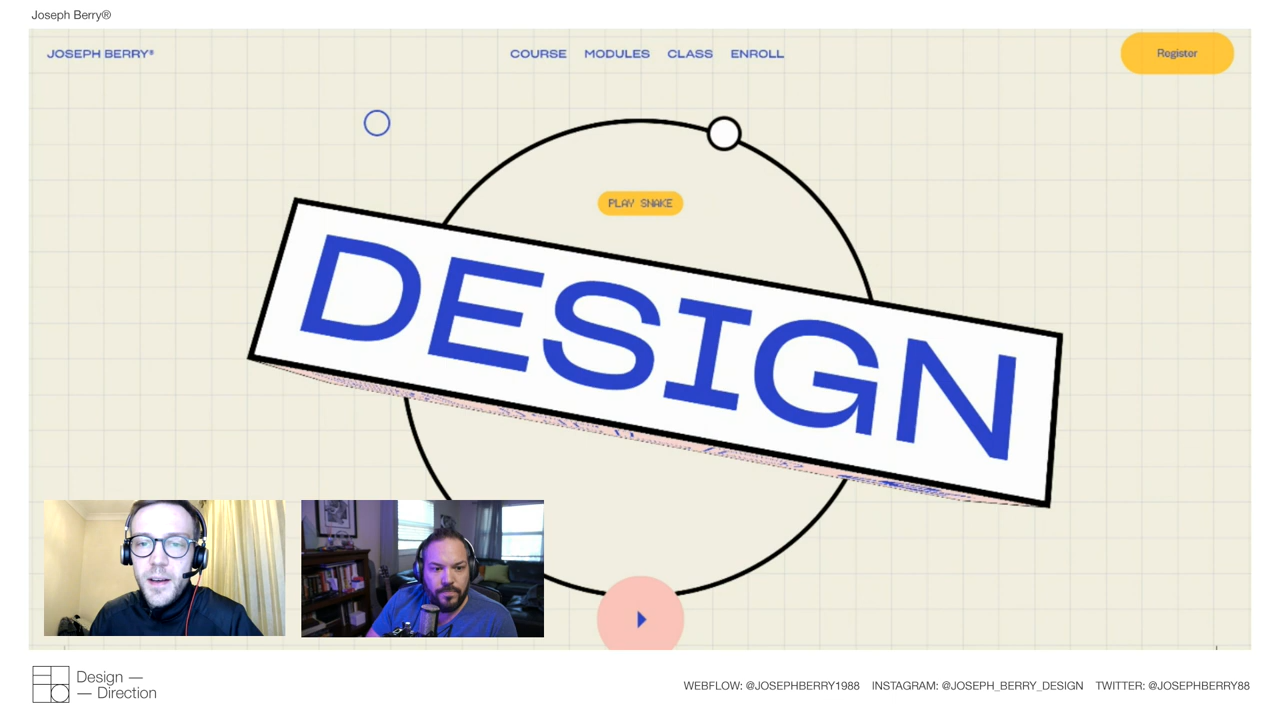 Joseph Berry®
JOSEPH BERRY® COURSE MODULES CLASS ENROLL Register
PLAY SNAKE
DESIGN
Design —
— Direction
WEBFLOW: @JOSEPHBERRY1988 INSTAGRAM: @JOSEPH_BERRY_DESIGN TWITTER: @JOSEPHBERRY88